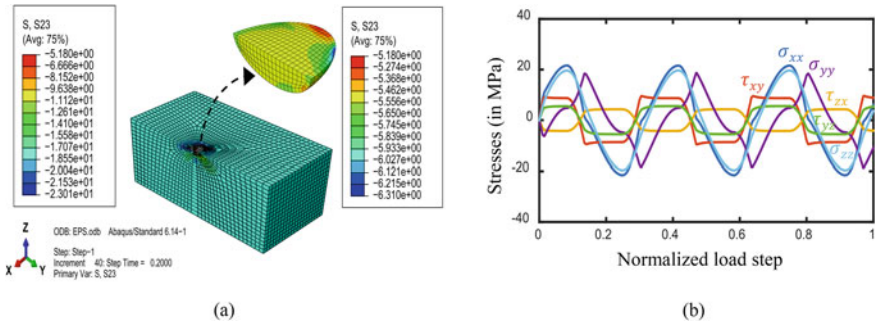 S, S23
(Avg: 75%)
−5.180e+00
−6.666e+00
−8.152e+00
−9.638e+00
−1.112e+01
−1.261e+01
−1.410e+01
−1.558e+01
−1.707e+01
−1.855e+01
−2.004e+01
−2.153e+01
−2.301e+01
S, S23
(Avg: 75%)
−5.180e+00
−5.274e+00
−5.368e+00
−5.462e+00
−5.556e+00
−5.650e+00
−5.745e+00
−5.839e+00
−5.933e+00
−6.027e+00
−6.121e+00
−6.215e+00
−6.310e+00
Z
X
Y
ODB: EPS.odb Abaqus/Standard 6.14−1
Step: Step−1
Increment 40: Step Time = 0.2000
Primary Var: S, S23
(a)
Stresses (in MPa)
40
20
0
-20
-40
σxx
σyy
τxy
τzx
τyz
σzz
0
0.2
0.4
0.6
0.8
1
Normalized load step
(b)